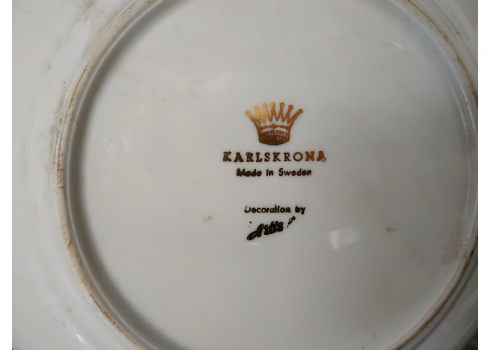 KARLSKRONA
Made in Sweden
Decoration by